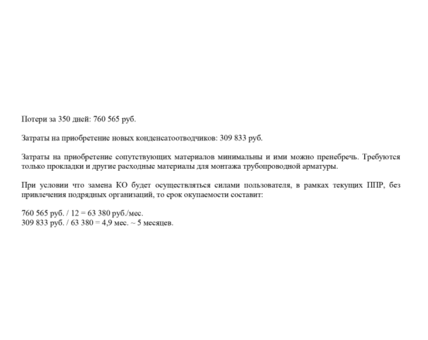 Потери за 350 дней: 760 565 руб.
Затраты на приобретение новых конденсатоотводчиков: 309 833 руб.
Затраты на приобретение сопутствующих материалов минимальны и ими можно пренебречь. Требуются
только прокладки и другие расходные материалы для монтажа трубопроводной арматуры.
При условии что замена КО будет осуществляться силами пользователя, в рамках текущих ППР, без
привлечения подрядных организаций, то срок окупаемости составит:
760 565 руб. / 12 = 63 380 руб./мес.
309 833 руб. / 63 380 = 4,9 мес. ~ 5 месяцев.